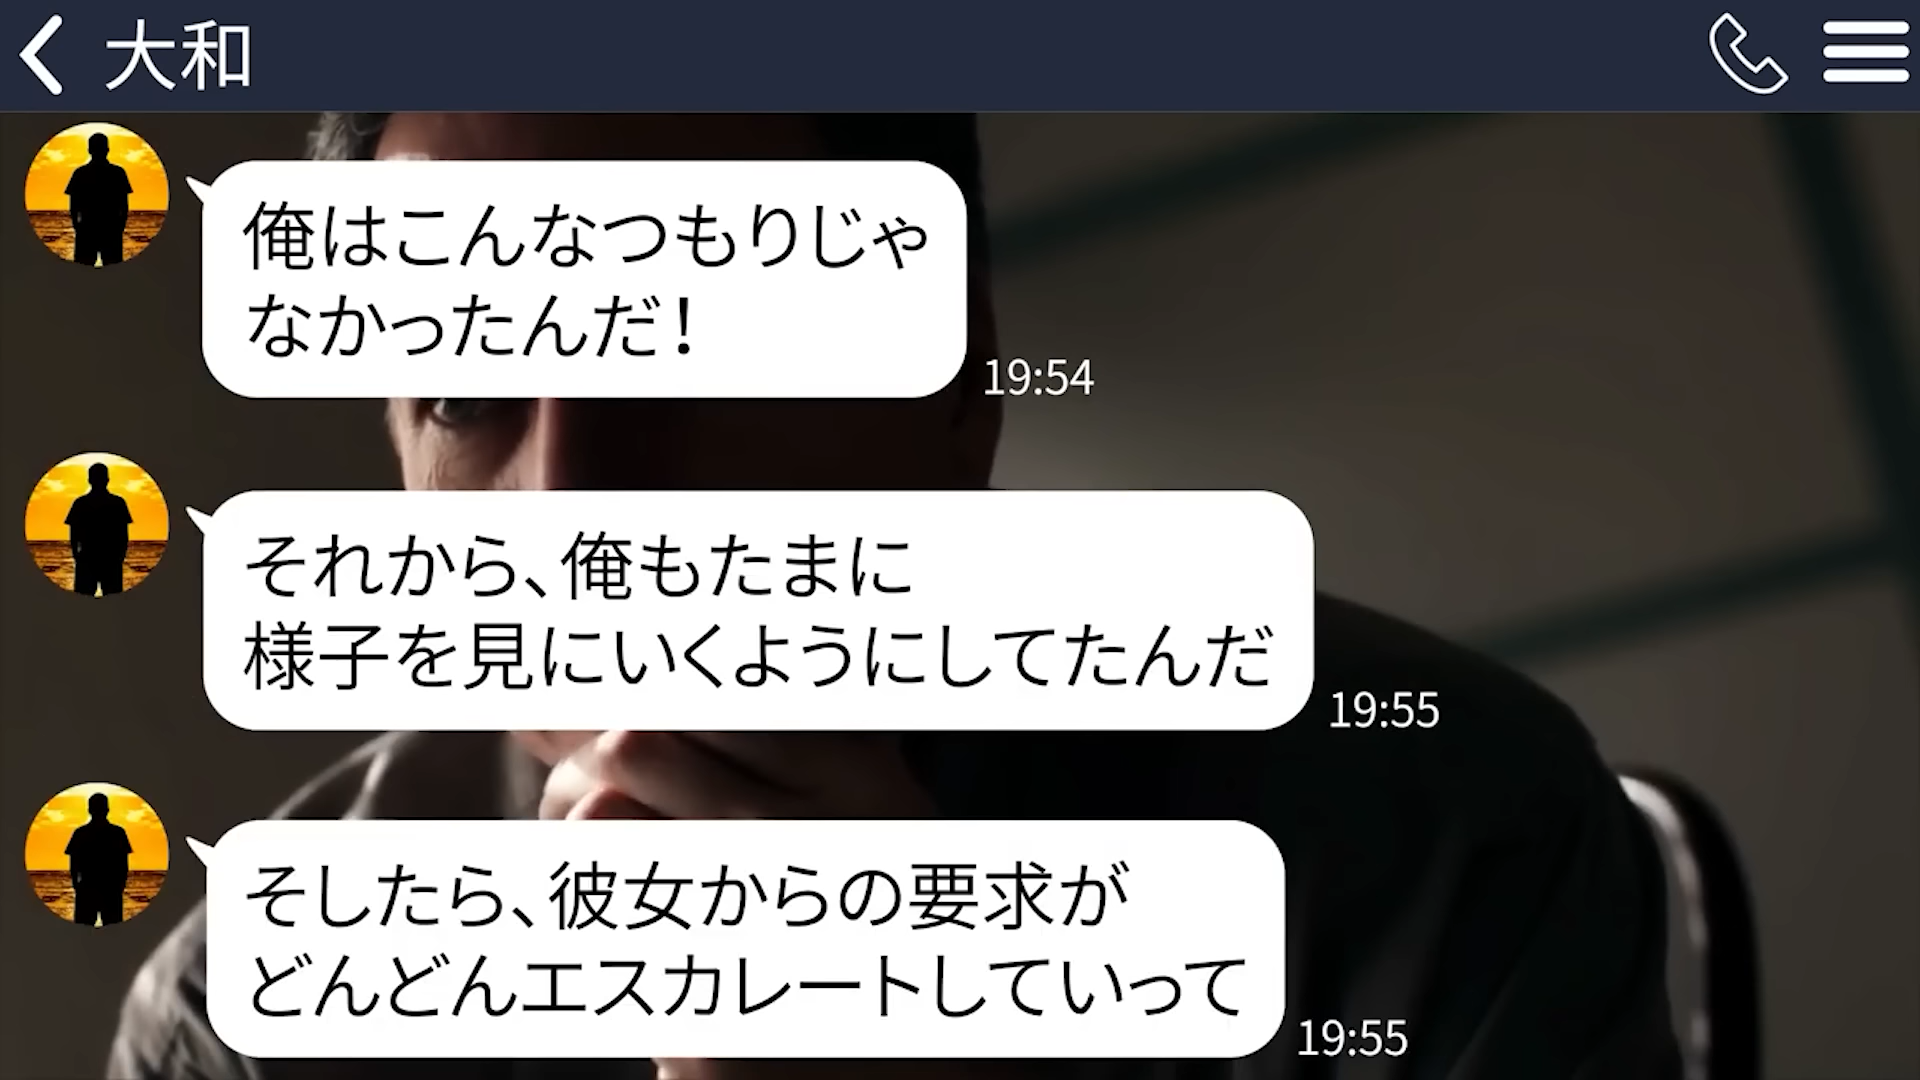 大和
俺はこんなつもりじゃ
なかったんだ！
19:54
それから、俺もたまに
様子を見にいくようにしてたんだ
19:55
そしたら、彼女からの要求が
どんどんエスカレートしていって
19:55